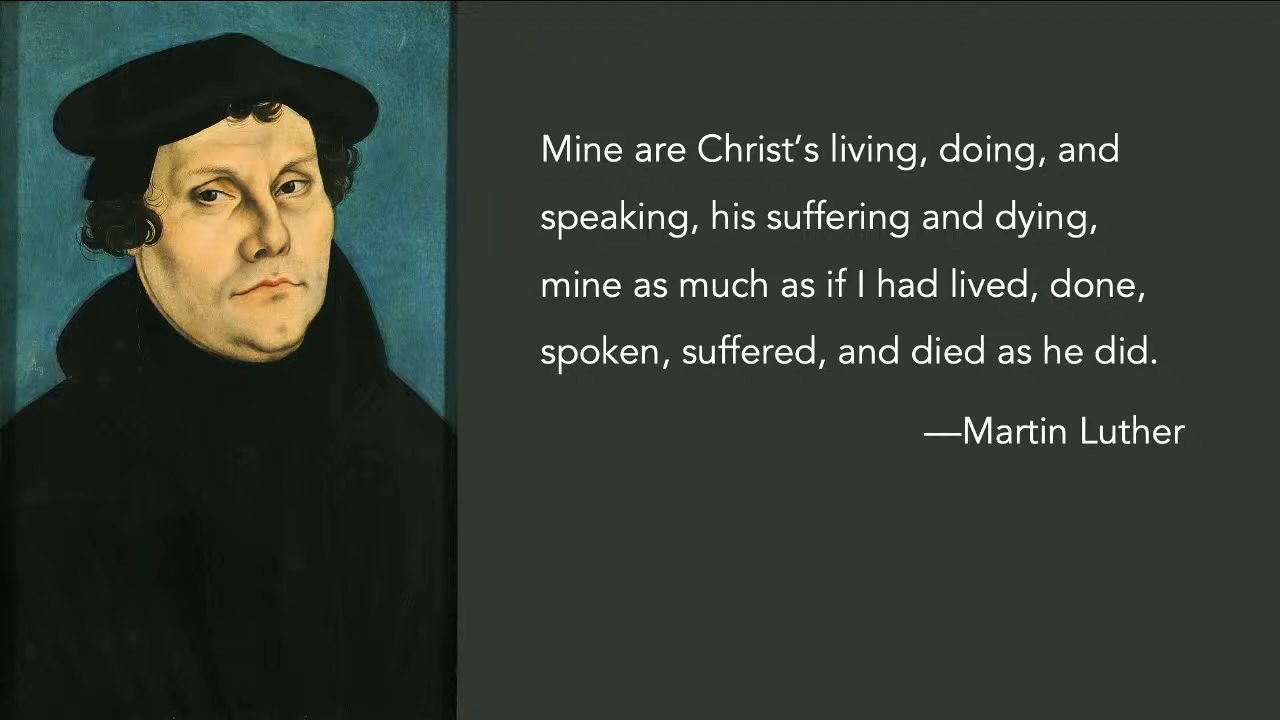 Mine are Christ’s living, doing, and
speaking, his suffering and dying,
mine as much as if I had lived, done,
spoken, suffered, and died as he did.
—Martin Luther